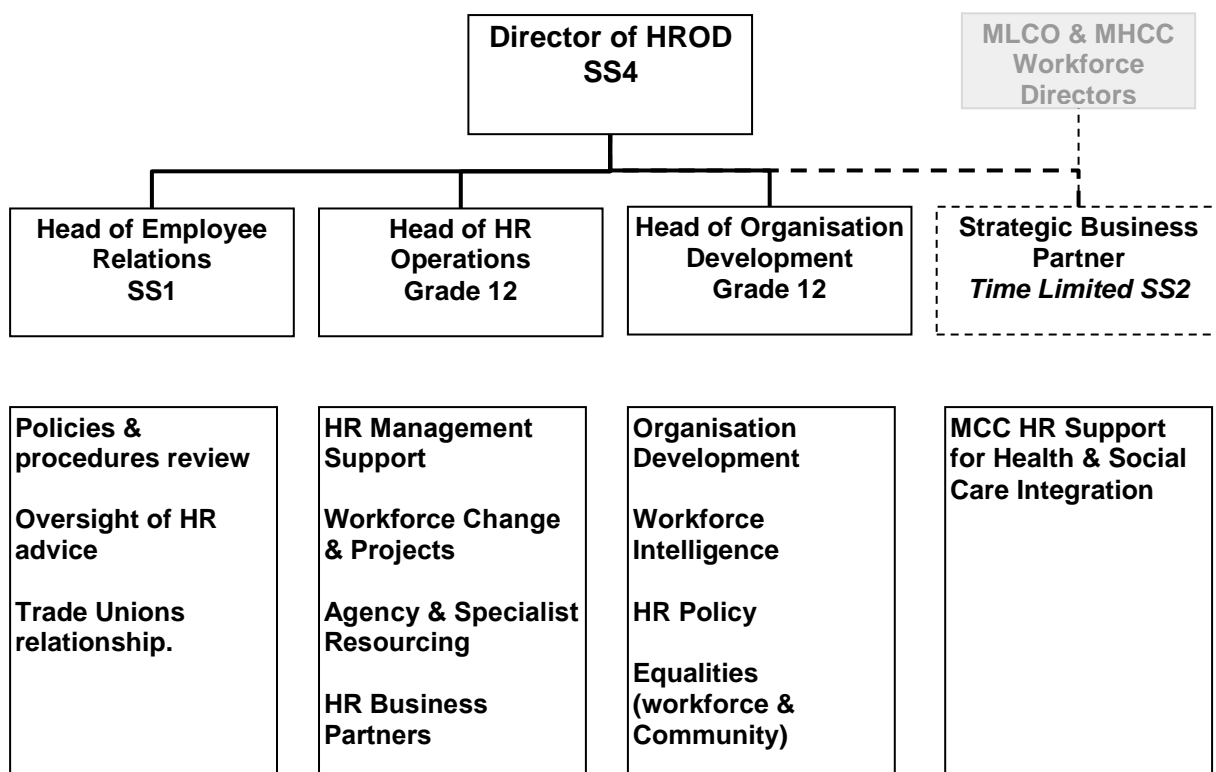 Director of HROD
SS4
MLCO & MHCC
Workforce
Directors
Head of Employee
Relations
SS1
Head of HR
Operations
Grade 12
Head of Organisation
Development
Grade 12
Strategic Business
Partner
Time Limited SS2
Policies &
procedures review
Oversight of HR
advice
Trade Unions
relationship.
HR Management
Support
Workforce Change
& Projects
Agency & Specialist
Resourcing
HR Business
Partners
Organisation
Development
Workforce
Intelligence
HR Policy
Equalities
(workforce &
Community)
MCC HR Support
for Health & Social
Care Integration